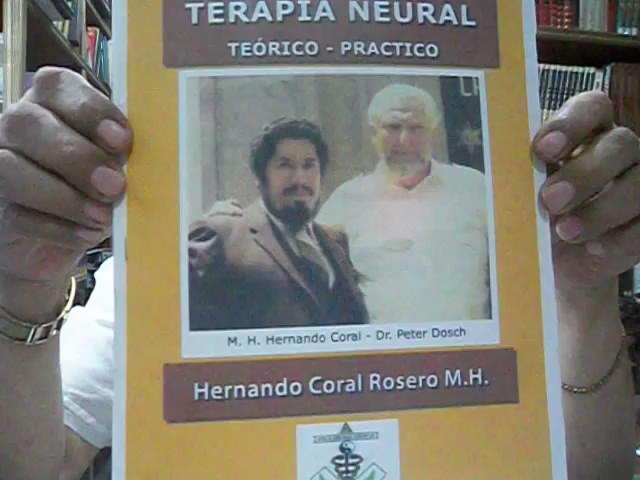 TERAPIA NEURAL
TEÓRICO - PRACTICO
M. H. Hernando Coral - Dr. Peter Dosch
Hernando Coral Rosero M.H.